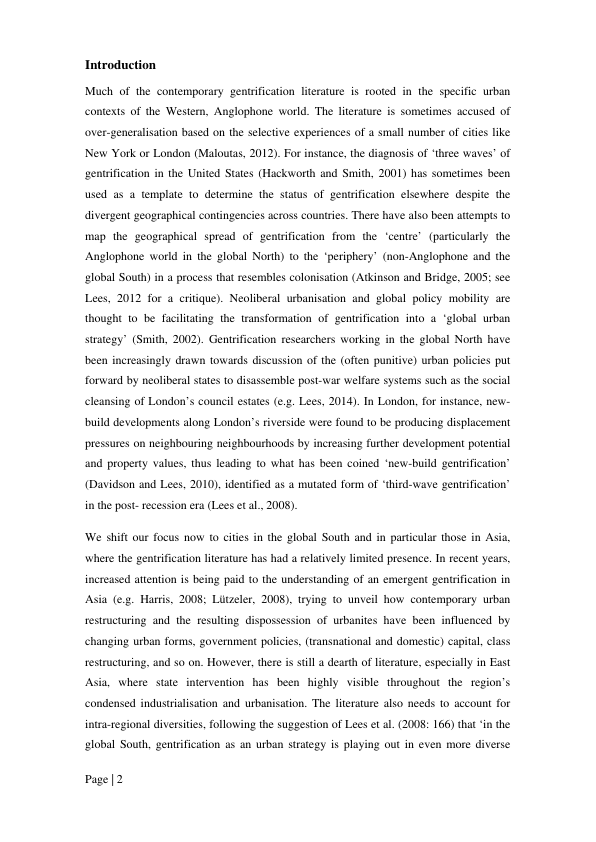 Introduction
Much of the contemporary gentrification literature is rooted in the specific urban
contexts of the Western, Anglophone world. The literature is sometimes accused of
over-generalisation based on the selective experiences of a small number of cities like
New York or London (Maloutas, 2012). For instance, the diagnosis of ‘three waves’ of
gentrification in the United States (Hackworth and Smith, 2001) has sometimes been
used as a template to determine the status of gentrification elsewhere despite the
divergent geographical contingencies across countries. There have also been attempts to
map the geographical spread of gentrification from the ‘centre’ (particularly the
Anglophone world in the global North) to the ‘periphery’ (non-Anglophone and the
global South) in a process that resembles colonisation (Atkinson and Bridge, 2005; see
Lees, 2012 for a critique). Neoliberal urbanisation and global policy mobility are
thought to be facilitating the transformation of gentrification into a ‘global urban
strategy’ (Smith, 2002). Gentrification researchers working in the global North have
been increasingly drawn towards discussion of the (often punitive) urban policies put
forward by neoliberal states to disassemble post-war welfare systems such as the social
cleansing of London’s council estates (e.g. Lees, 2014). In London, for instance, new-
build developments along London’s riverside were found to be producing displacement
pressures on neighbouring neighbourhoods by increasing further development potential
and property values, thus leading to what has been coined ‘new-build gentrification’
(Davidson and Lees, 2010), identified as a mutated form of ‘third-wave gentrification’
in the post- recession era (Lees et al., 2008).
We shift our focus now to cities in the global South and in particular those in Asia,
where the gentrification literature has had a relatively limited presence. In recent years,
increased attention is being paid to the understanding of an emergent gentrification in
Asia (e.g. Harris, 2008; Lützeler, 2008), trying to unveil how contemporary urban
restructuring and the resulting dispossession of urbanites have been influenced by
changing urban forms, government policies, (transnational and domestic) capital, class
restructuring, and so on. However, there is still a dearth of literature, especially in East
Asia, where state intervention has been highly visible throughout the region’s
condensed industrialisation and urbanisation. The literature also needs to account for
intra-regional diversities, following the suggestion of Lees et al. (2008: 166) that ‘in the
global South, gentrification as an urban strategy is playing out in even more diverse
Page | 2